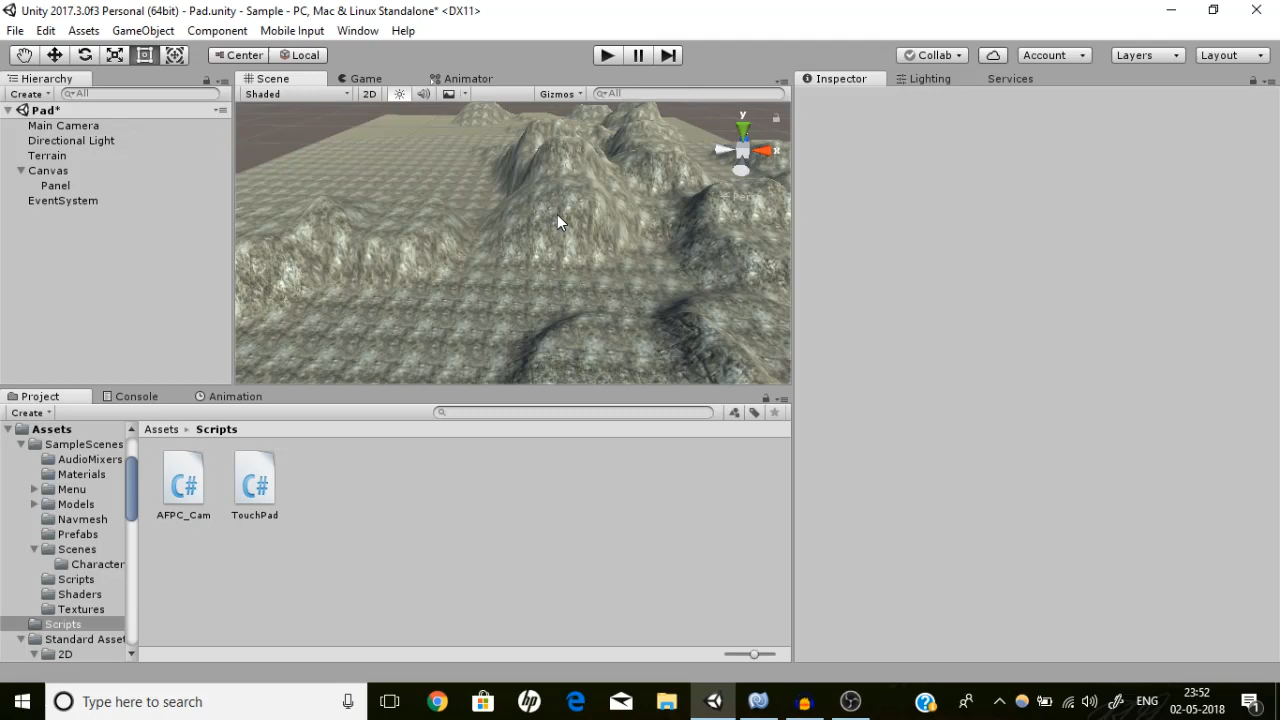 Unity 2017.3.0f3 Personal (64bit) - Pad.unity - Sample - PC, Mac & Linux Standalone* <DX11>
File Edit Assets GameObject Component Mobile Input Window Help
Center Local Collab Account Layers Layout
Hierarchy Scene Game Animator Inspector Lighting Services
Create All Shaded 2D Gizmos All
Pad*
Main Camera
Directional Light
Terrain
Canvas
Panel
EventSystem
y
x
Persp
Project Console Animation
Create
Assets
SampleScenes
AudioMixers
Materials
Menu
Models
Navmesh
Prefabs
Scenes
Character
Scripts
Shaders
Textures
Scripts
Standard Asset
2D
Assets Scripts
C# C#
AFPC_Cam TouchPad
Type here to search
ENG
23:52
02-05-2018
1